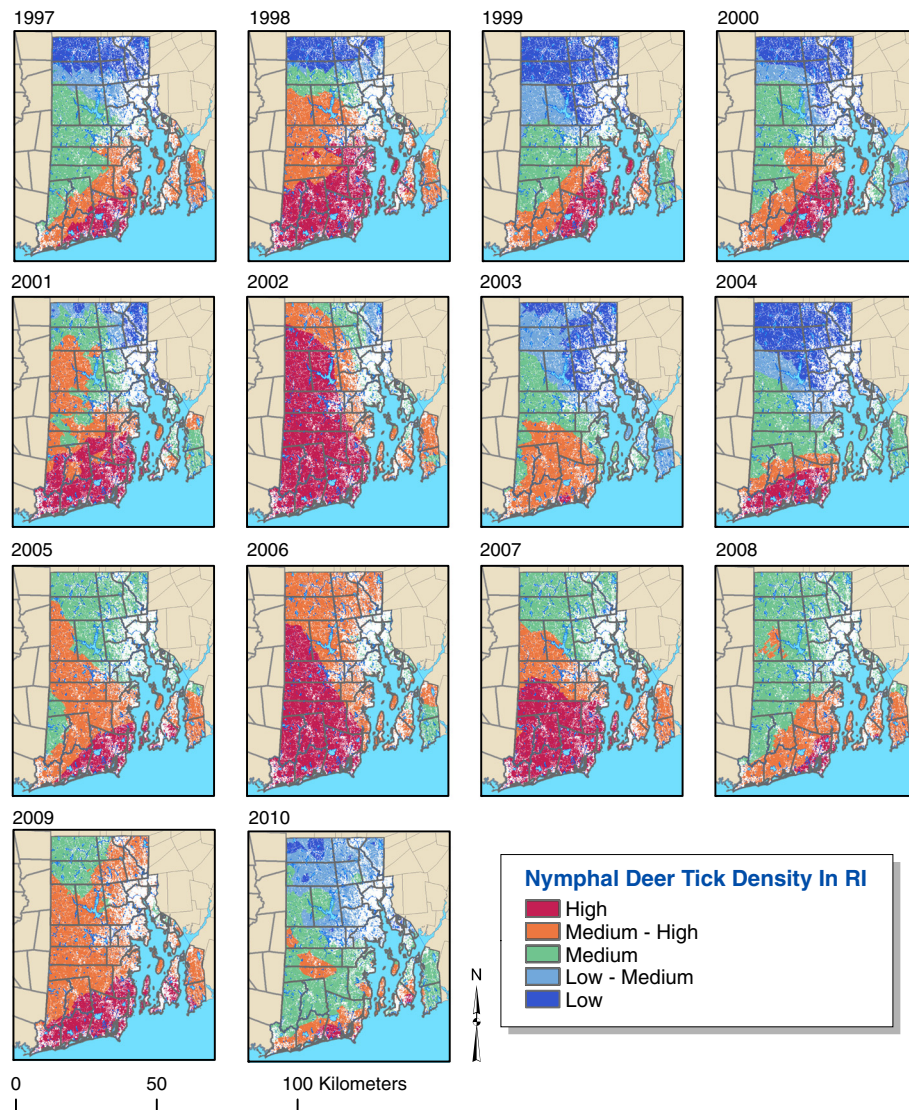 1997
1998
1999
2000
2001
2002
2003
2004
2005
2006
2007
2008
2009
2010
Nymphal Deer Tick Density In RI
High
Medium - High
Medium
Low - Medium
Low
N
0 50 100 Kilometers